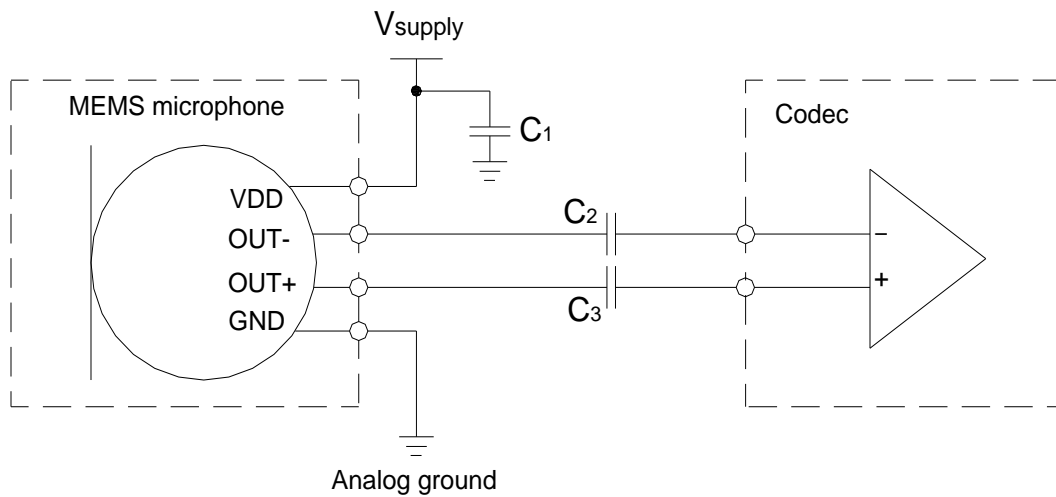 Vsupply
MEMS microphone
C1
Codec
VDD
OUT-
OUT+
GND
C2
C3
−
+
Analog ground